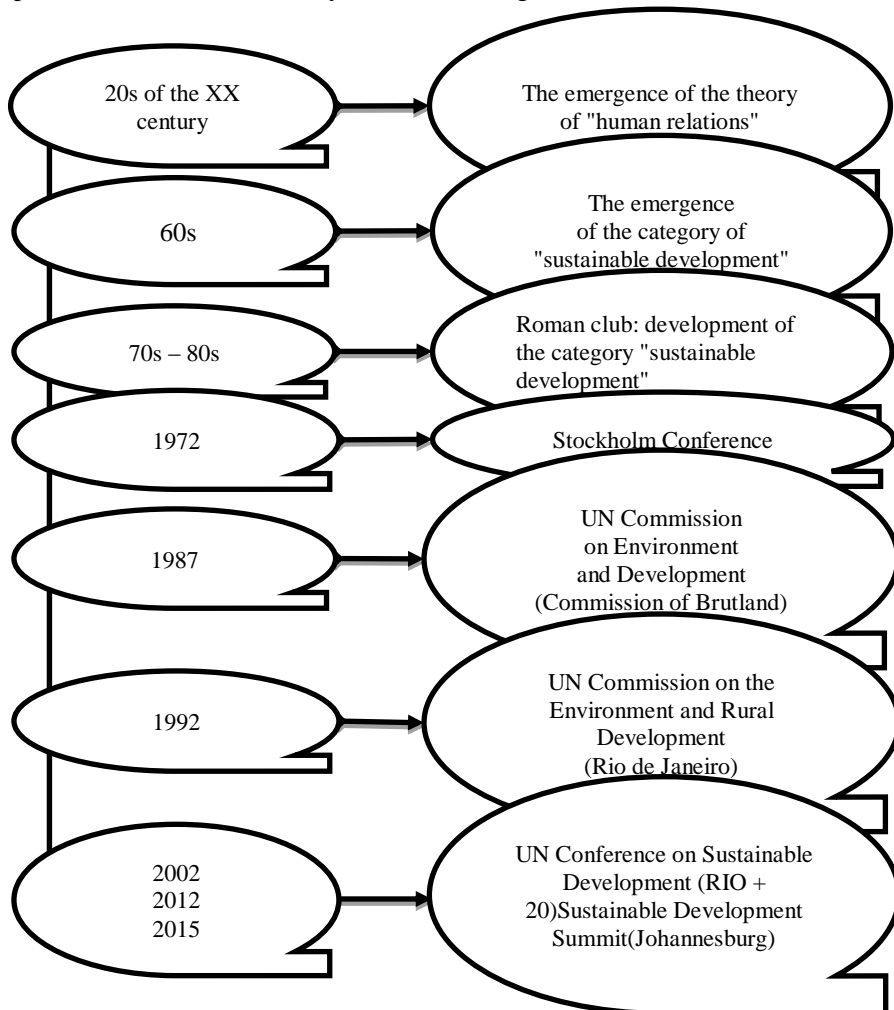 20s of the XX
century
The emergence of the theory
of "human relations"
60s
The emergence
of the category of
"sustainable development"
70s – 80s
Roman club: development of
the category "sustainable
development"
1972
Stockholm Conference
1987
UN Commission
on Environment
and Development
(Commission of Brutland)
1992
UN Commission on the
Environment and Rural
Development
(Rio de Janeiro)
2002
2012
2015
UN Conference on Sustainable
Development (RIO +
20)Sustainable Development
Summit(Johannesburg)